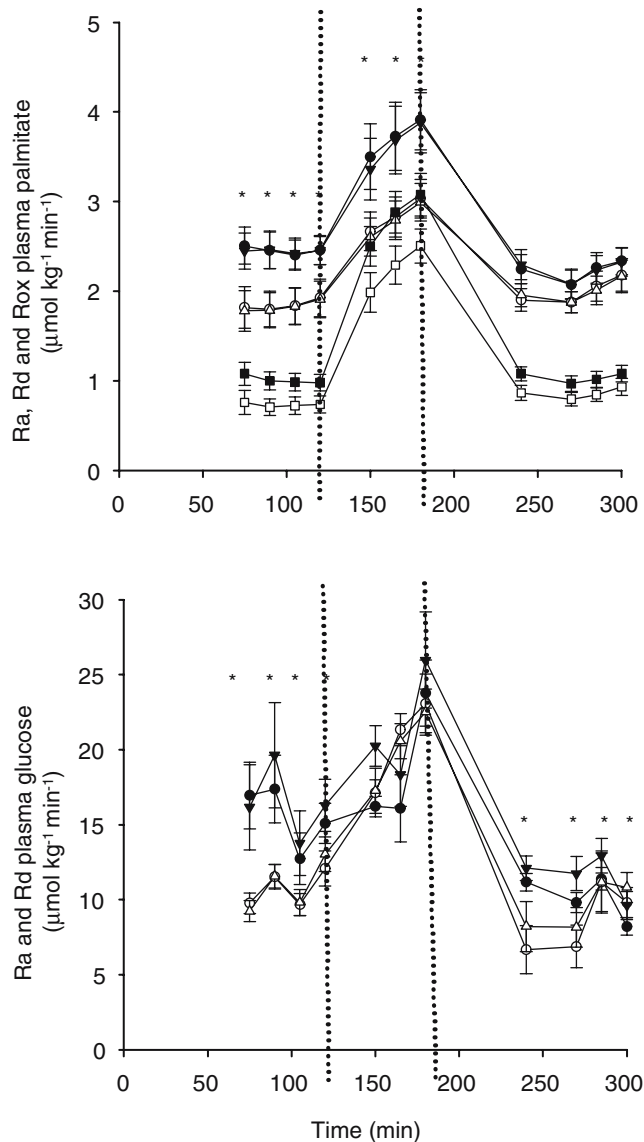 Ra, Rd and Rox plasma palmitate
(µmol kg⁻¹ min⁻¹)
5
4
3
2
1
0
* * * * * * *
0 50 100 150 200 250 300
Ra and Rd plasma glucose
(µmol kg⁻¹ min⁻¹)
30
25
20
15
10
5
0
* * * * * * * *
0 50 100 150 200 250 300
Time (min)